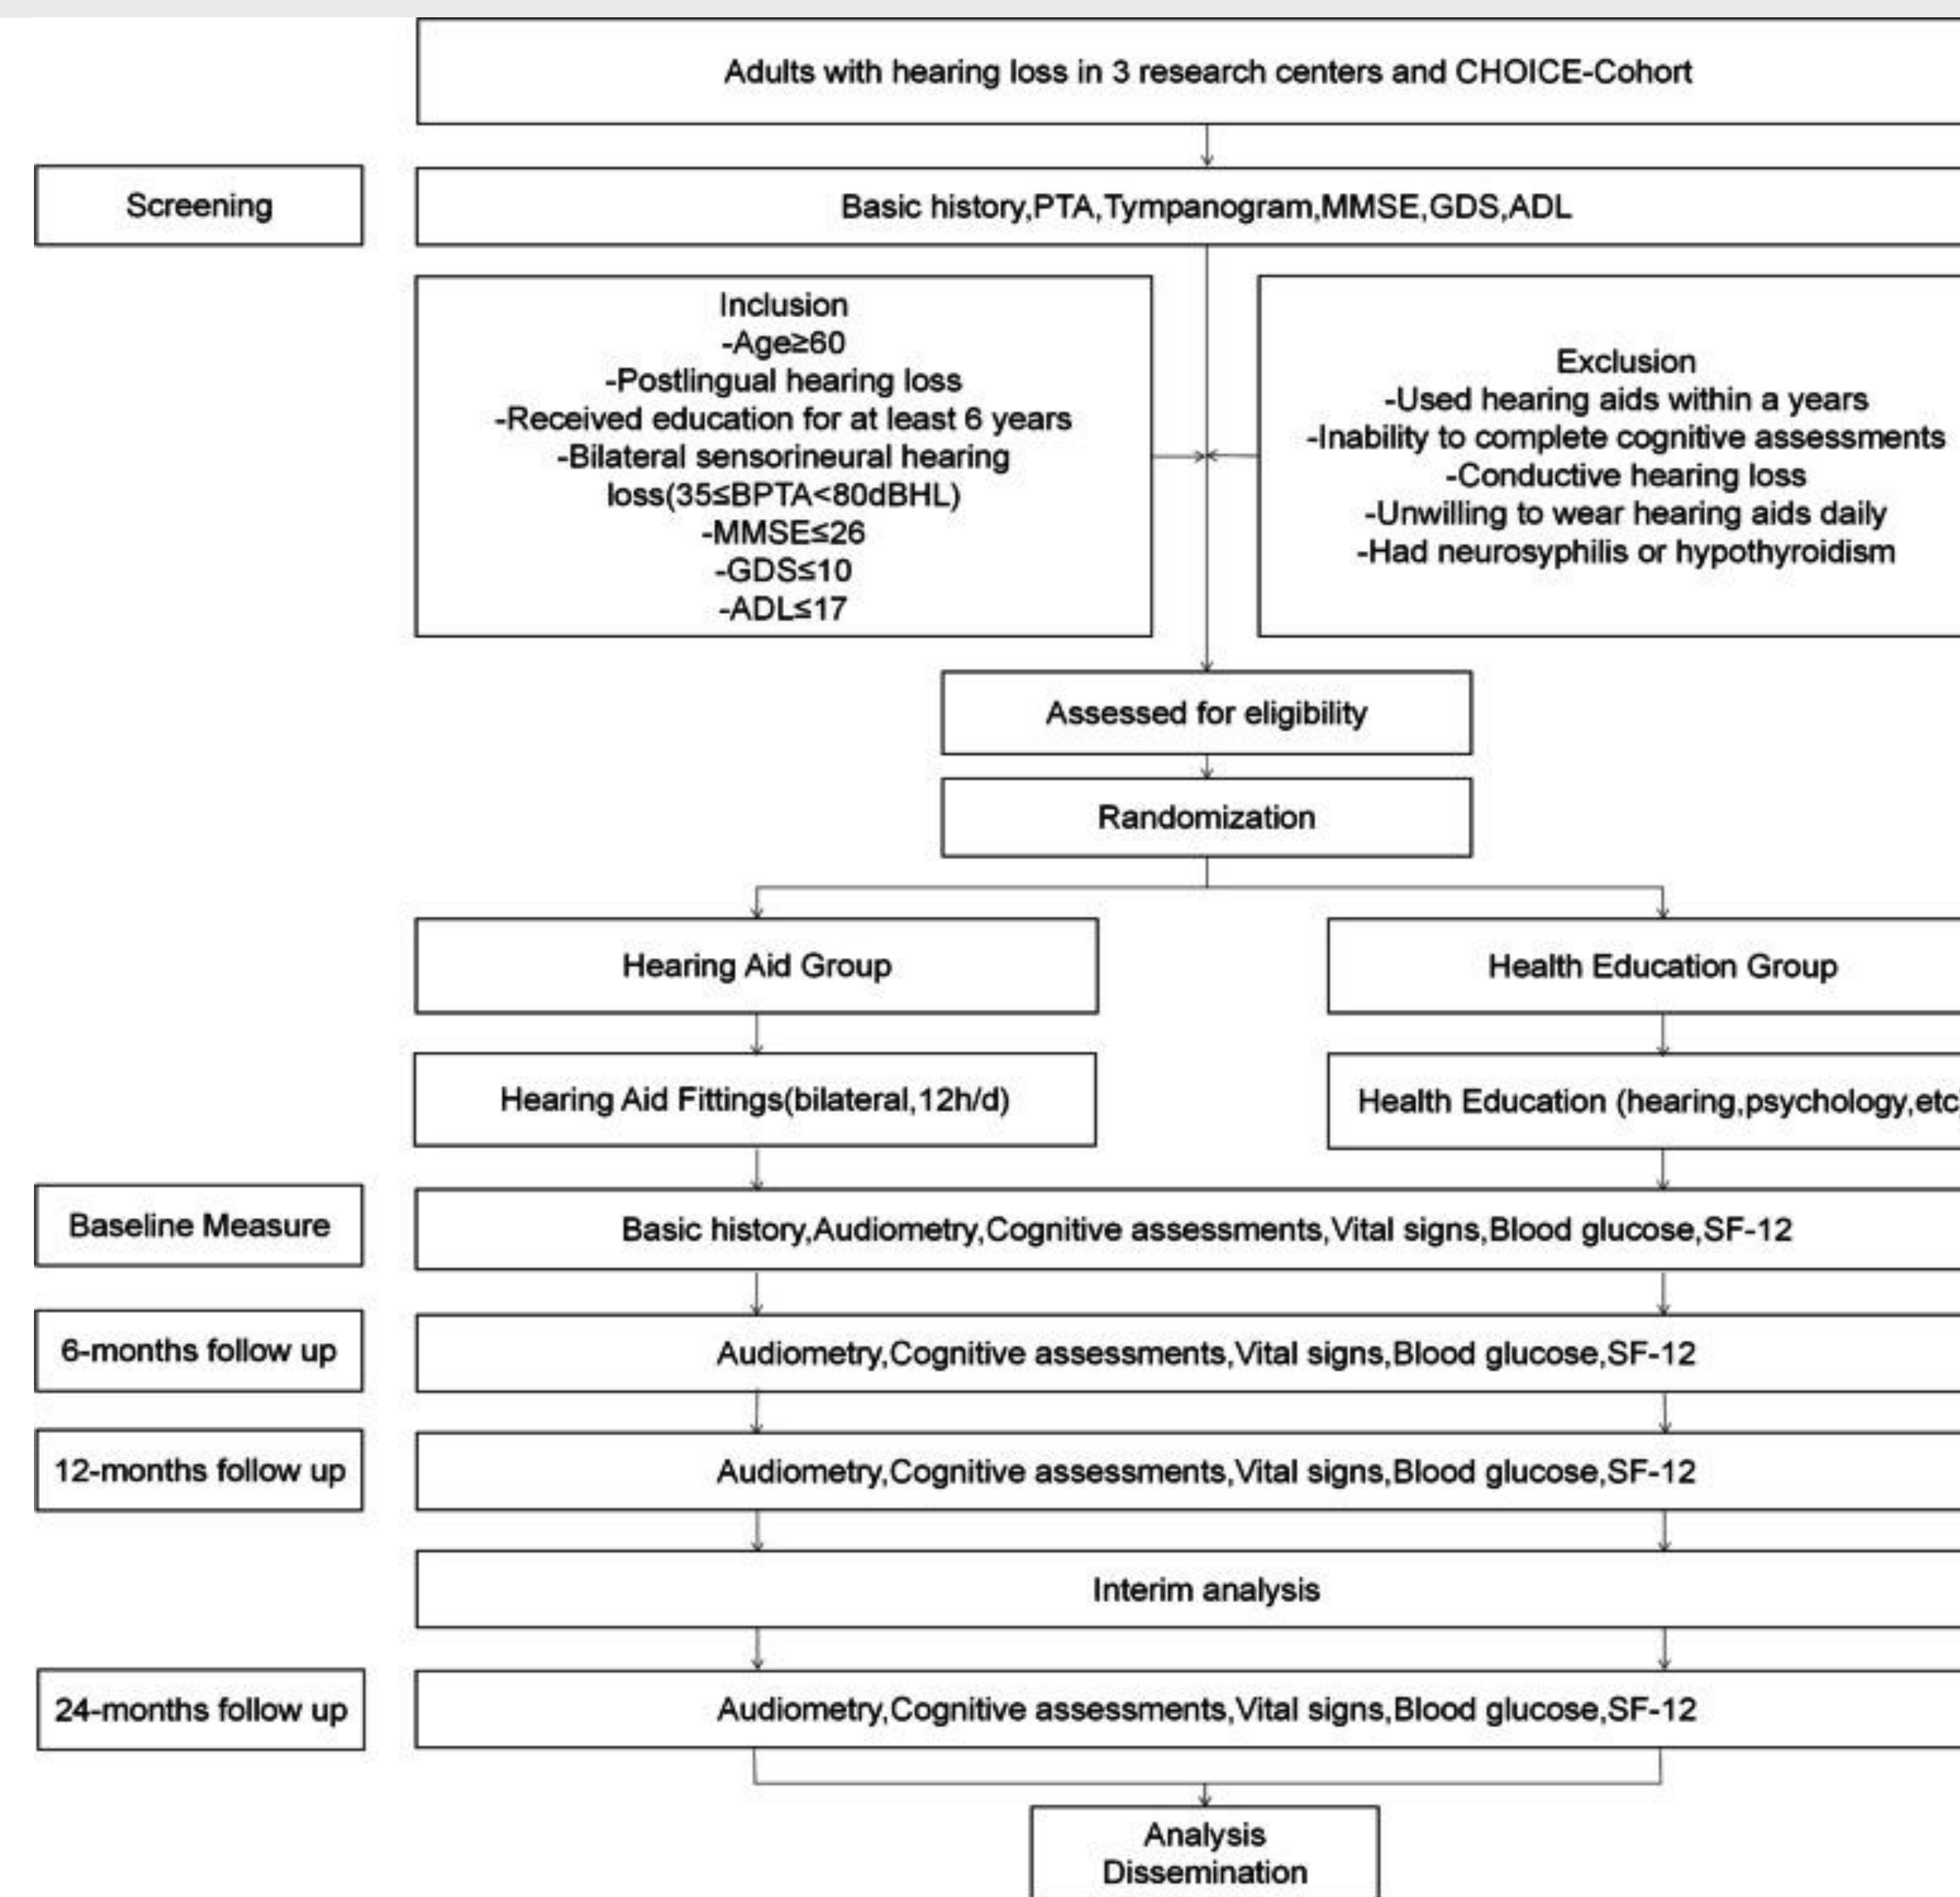 Adults with hearing loss in 3 research centers and CHOICE-Cohort
Screening
Basic history,PTA,Tympanogram,MMSE,GDS,ADL
Inclusion
-Age≥60
-Postlingual hearing loss
-Received education for at least 6 years
-Bilateral sensorineural hearing
loss(35≤BPTA<80dBHL)
-MMSE≤26
-GDS≤10
-ADL≤17
Exclusion
-Used hearing aids within a years
-Inability to complete cognitive assessments
-Conductive hearing loss
-Unwilling to wear hearing aids daily
-Had neurosyphilis or hypothyroidism
Assessed for eligibility
Randomization
Hearing Aid Group
Health Education Group
Hearing Aid Fittings(bilateral,12h/d)
Health Education (hearing,psychology,etc)
Baseline Measure
Basic history,Audiometry,Cognitive assessments,Vital signs,Blood glucose,SF-12
6-months follow up
Audiometry,Cognitive assessments,Vital signs,Blood glucose,SF-12
12-months follow up
Audiometry,Cognitive assessments,Vital signs,Blood glucose,SF-12
Interim analysis
24-months follow up
Audiometry,Cognitive assessments,Vital signs,Blood glucose,SF-12
Analysis
Dissemination